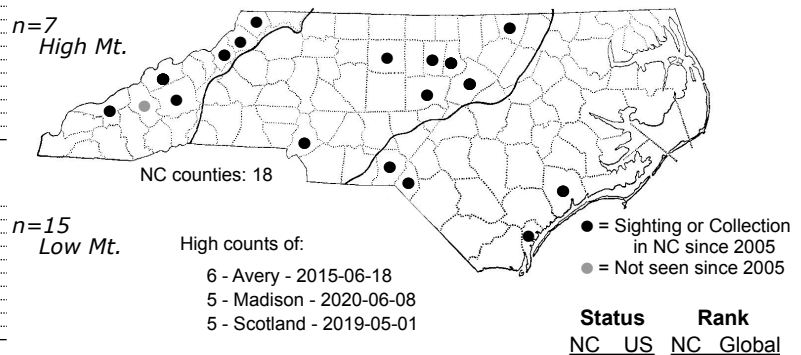 n=7
High Mt.
NC counties: 18
n=15
Low Mt.
High counts of:
6 - Avery - 2015-06-18
5 - Madison - 2020-06-08
5 - Scotland - 2019-05-01
● = Sighting or Collection
in NC since 2005
● = Not seen since 2005
Status Rank
NC US NC Global